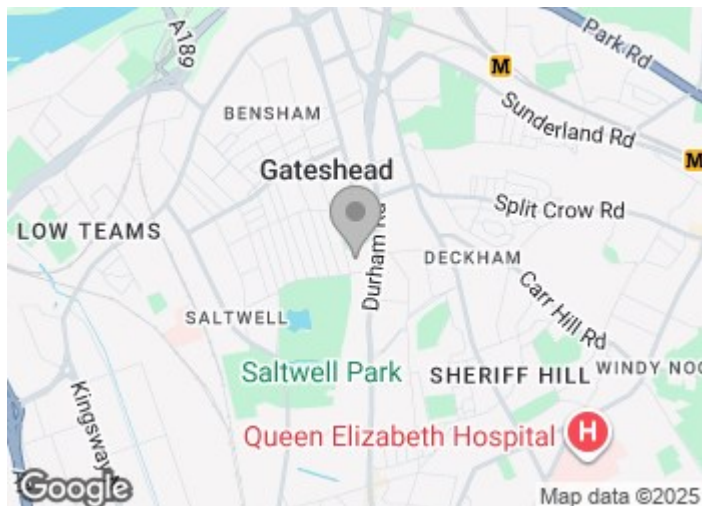 A189
Park Rd
M
BENSHAM
Sunderland Rd
M
Gateshead
Split Crow Rd
LOW TEAMS
Durham Rd
DECKHAM
Carr Hill Rd
SALTWELL
Saltwell Park
SHERIFF HILL
WINDY NOO
Kingsway
Queen Elizabeth Hospital
H
Google
Map data ©2025